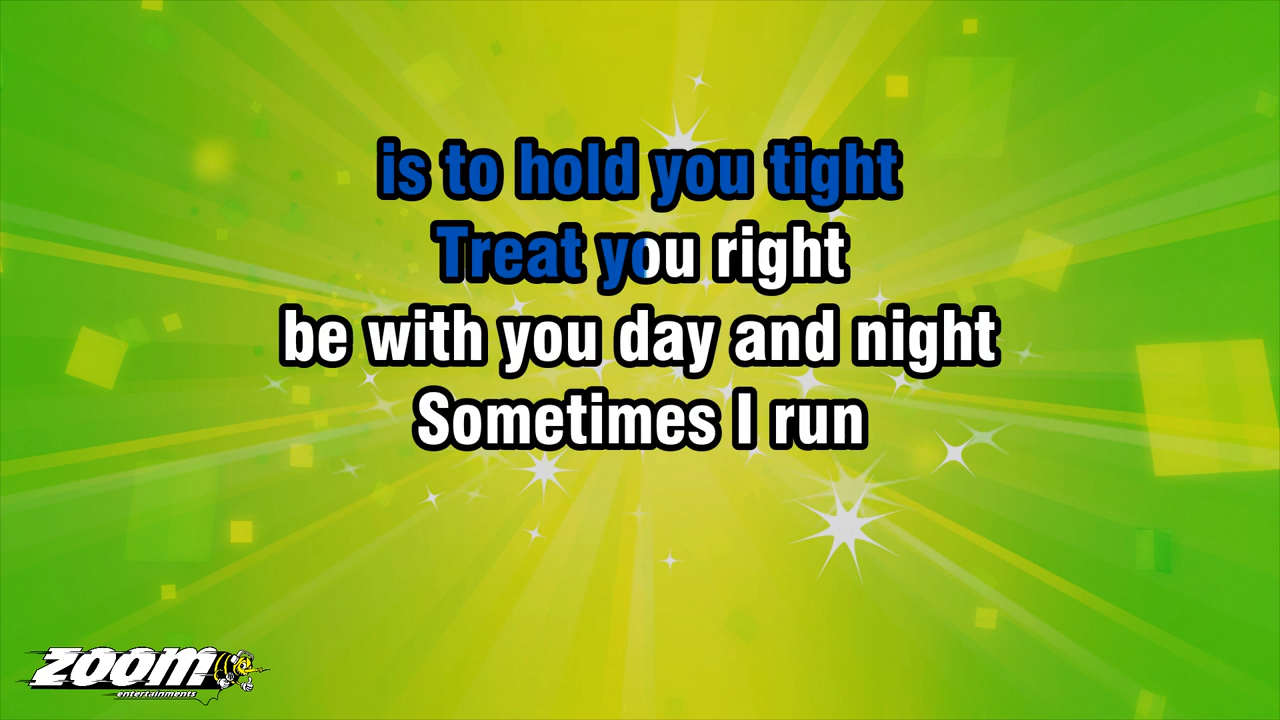 is to hold you tight
Treat you right
be with you day and night
Sometimes I run
ZOOM
entertainments